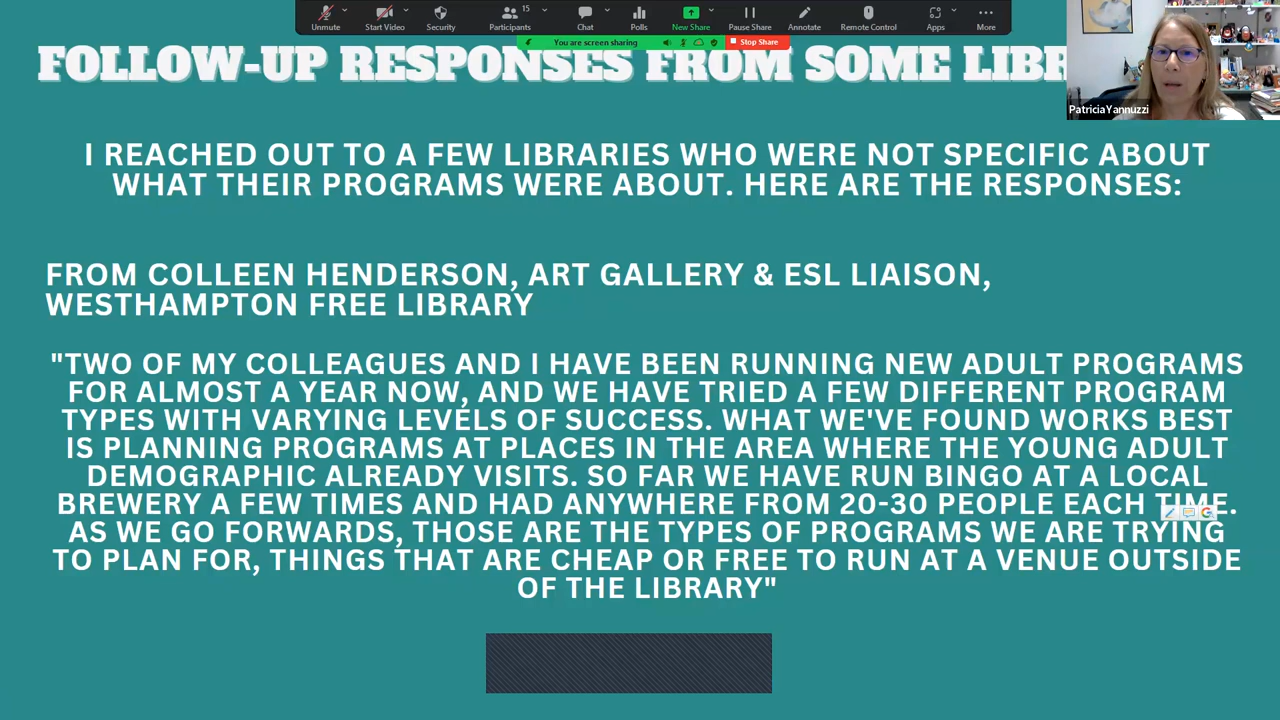 15
Unmute
Start Video
Security
Participants
Chat
Polls
New Share
Pause Share
Annotate
Remote Control
Apps
More
You are screen sharing
Stop Share
FOLLOW-UP RESPONSES FROM SOME LIBR
Patricia Yannuzzi
I REACHED OUT TO A FEW LIBRARIES WHO WERE NOT SPECIFIC ABOUT
WHAT THEIR PROGRAMS WERE ABOUT. HERE ARE THE RESPONSES:
FROM COLLEEN HENDERSON, ART GALLERY & ESL LIAISON,
WESTHAMPTON FREE LIBRARY
"TWO OF MY COLLEAGUES AND I HAVE BEEN RUNNING NEW ADULT PROGRAMS
FOR ALMOST A YEAR NOW, AND WE HAVE TRIED A FEW DIFFERENT PROGRAM
TYPES WITH VARYING LEVELS OF SUCCESS. WHAT WE'VE FOUND WORKS BEST
IS PLANNING PROGRAMS AT PLACES IN THE AREA WHERE THE YOUNG ADULT
DEMOGRAPHIC ALREADY VISITS. SO FAR WE HAVE RUN BINGO AT A LOCAL
BREWERY A FEW TIMES AND HAD ANYWHERE FROM 20-30 PEOPLE EACH TIME.
AS WE GO FORWARDS, THOSE ARE THE TYPES OF PROGRAMS WE ARE TRYING
TO PLAN FOR, THINGS THAT ARE CHEAP OR FREE TO RUN AT A VENUE OUTSIDE
OF THE LIBRARY"